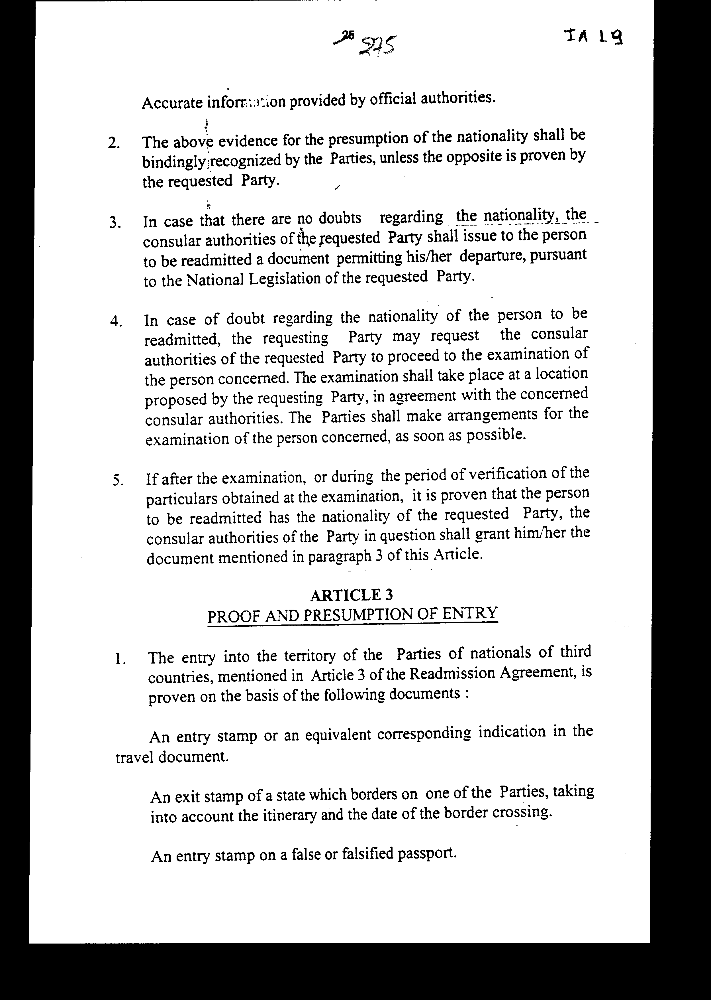 26 275
IA L9
Accurate information provided by official authorities.
2. The above evidence for the presumption of the nationality shall be
bindingly recognized by the Parties, unless the opposite is proven by
the requested Party.
3. In case that there are no doubts regarding the nationality, the
consular authorities of the requested Party shall issue to the person
to be readmitted a document permitting his/her departure, pursuant
to the National Legislation of the requested Party.
4. In case of doubt regarding the nationality of the person to be
readmitted, the requesting Party may request the consular
authorities of the requested Party to proceed to the examination of
the person concerned. The examination shall take place at a location
proposed by the requesting Party, in agreement with the concerned
consular authorities. The Parties shall make arrangements for the
examination of the person concerned, as soon as possible.
5. If after the examination, or during the period of verification of the
particulars obtained at the examination, it is proven that the person
to be readmitted has the nationality of the requested Party, the
consular authorities of the Party in question shall grant him/her the
document mentioned in paragraph 3 of this Article.
ARTICLE 3
PROOF AND PRESUMPTION OF ENTRY
1. The entry into the territory of the Parties of nationals of third
countries, mentioned in Article 3 of the Readmission Agreement, is
proven on the basis of the following documents :
An entry stamp or an equivalent corresponding indication in the
travel document.
An exit stamp of a state which borders on one of the Parties, taking
into account the itinerary and the date of the border crossing.
An entry stamp on a false or falsified passport.